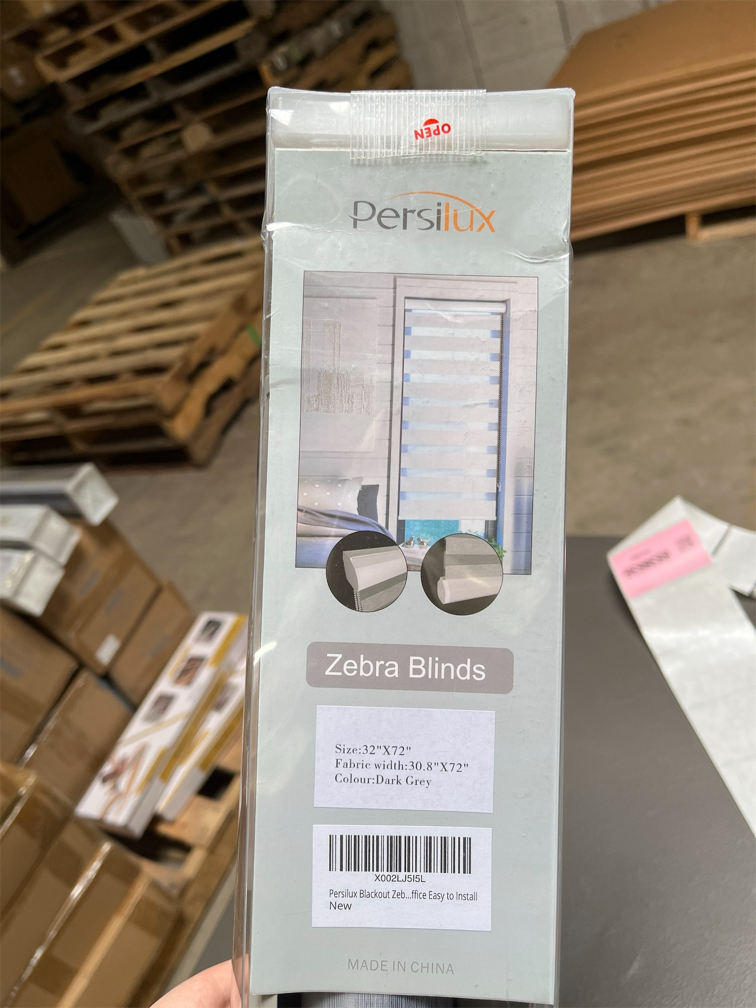 OPEN
Persilux
Zebra Blinds
Size:32"X72"
Fabric width:30.8"X72"
Colour:Dark Grey
X002LJ5I5L
Persilux Blackout Zeb...ffice Easy to Install
New
MADE IN CHINA